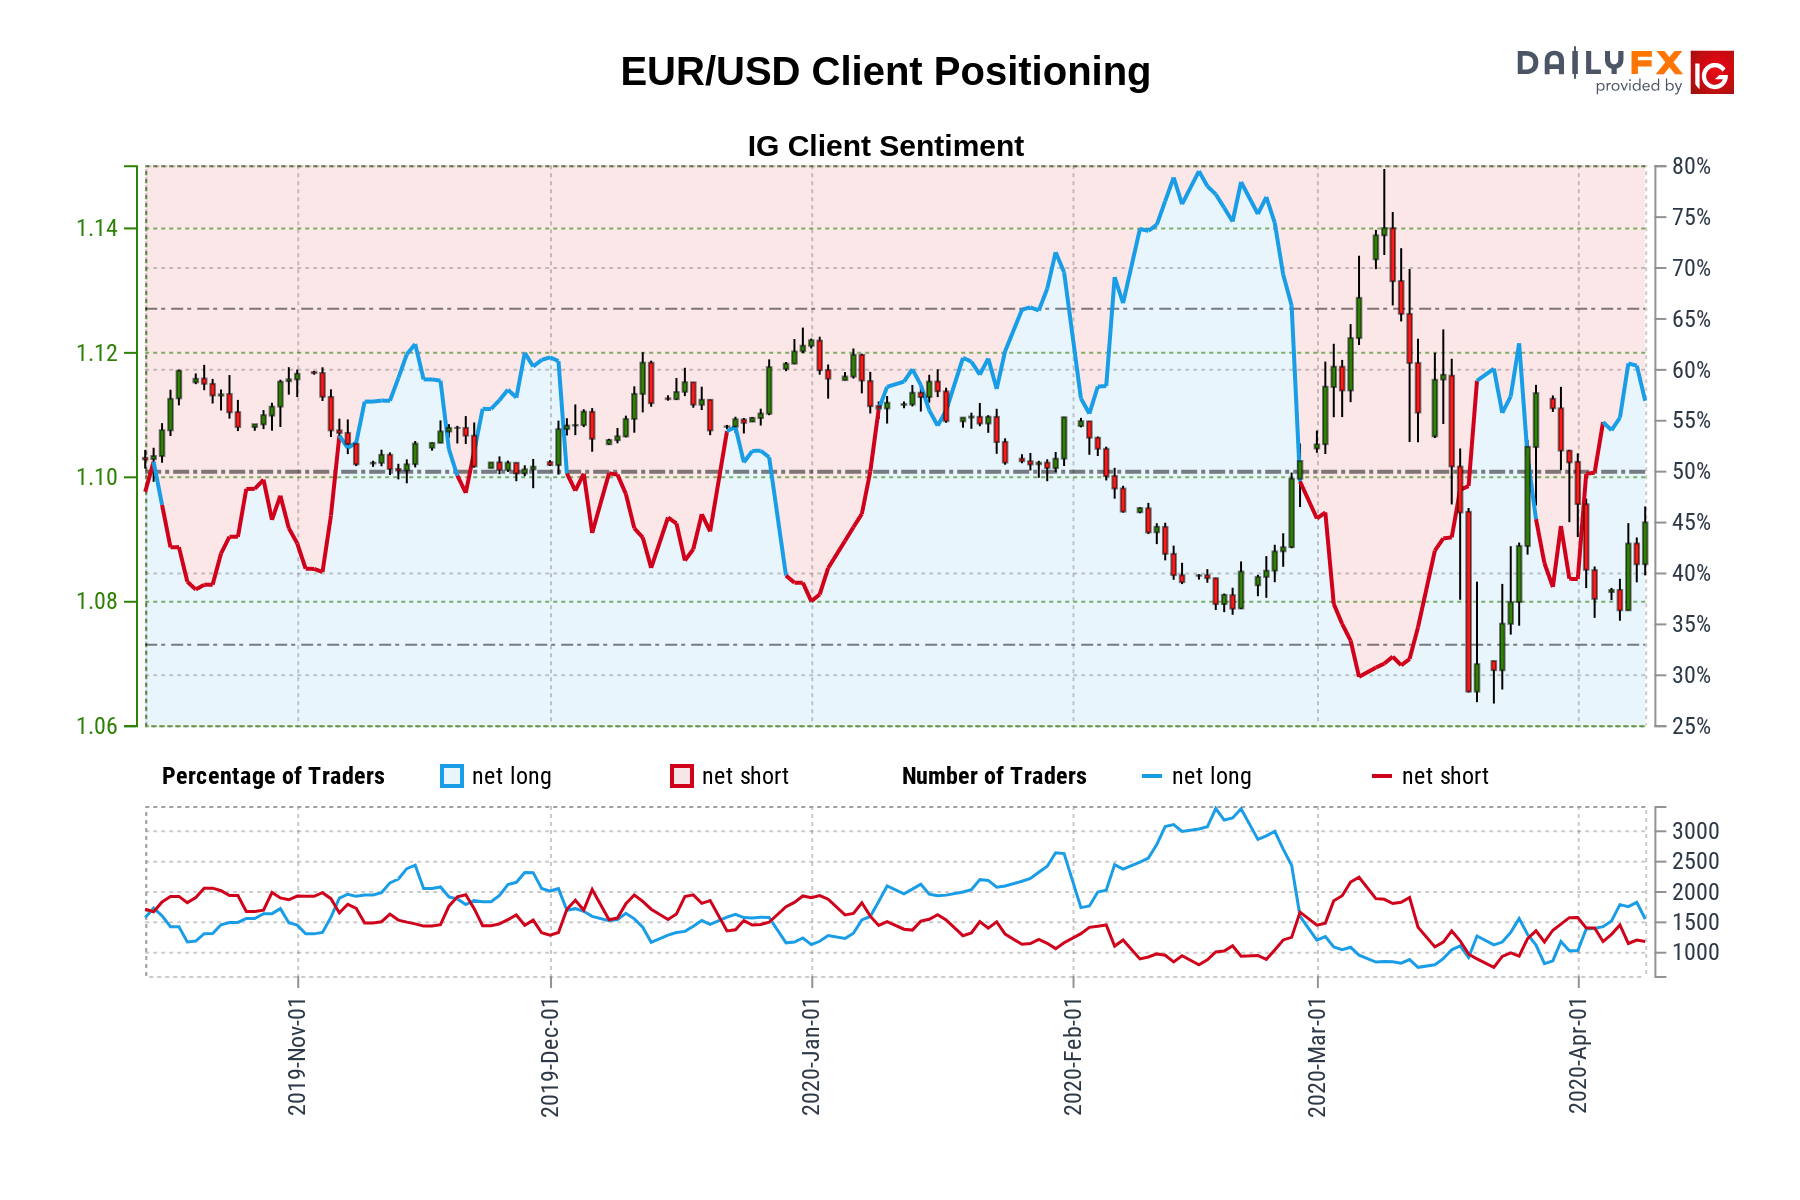 EUR/USD Client Positioning
DAILYFX
provided by IG
IG Client Sentiment
1.14
1.12
1.10
1.08
1.06
80%
75%
70%
65%
60%
55%
50%
45%
40%
35%
30%
25%
Percentage of Traders net long net short Number of Traders net long net short
3000
2500
2000
1500
1000
2019-Nov-01
2019-Dec-01
2020-Jan-01
2020-Feb-01
2020-Mar-01
2020-Apr-01